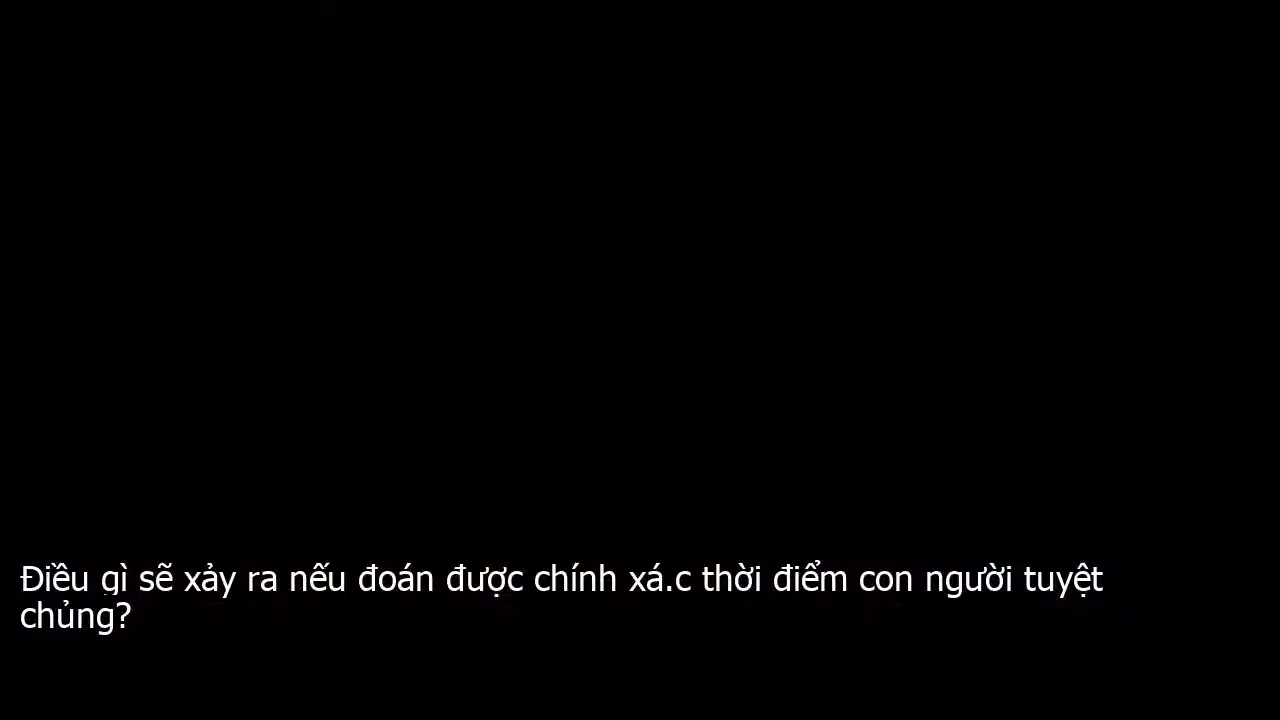 Điều gì sẽ xảy ra nếu đoán được chính xá.c thời điểm con người tuyệt
chủng?